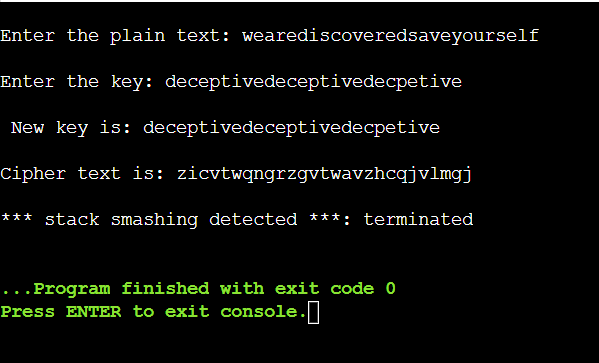 Enter the plain text: wearediscoveredsaveyourself
Enter the key: deceptivedeceptivedecpetive
New key is: deceptivedeceptivedecpetive
Cipher text is: zicvtwqngrzgvtwavzhcqjvlmgj
*** stack smashing detected ***: terminated
...Program finished with exit code 0
Press ENTER to exit console.